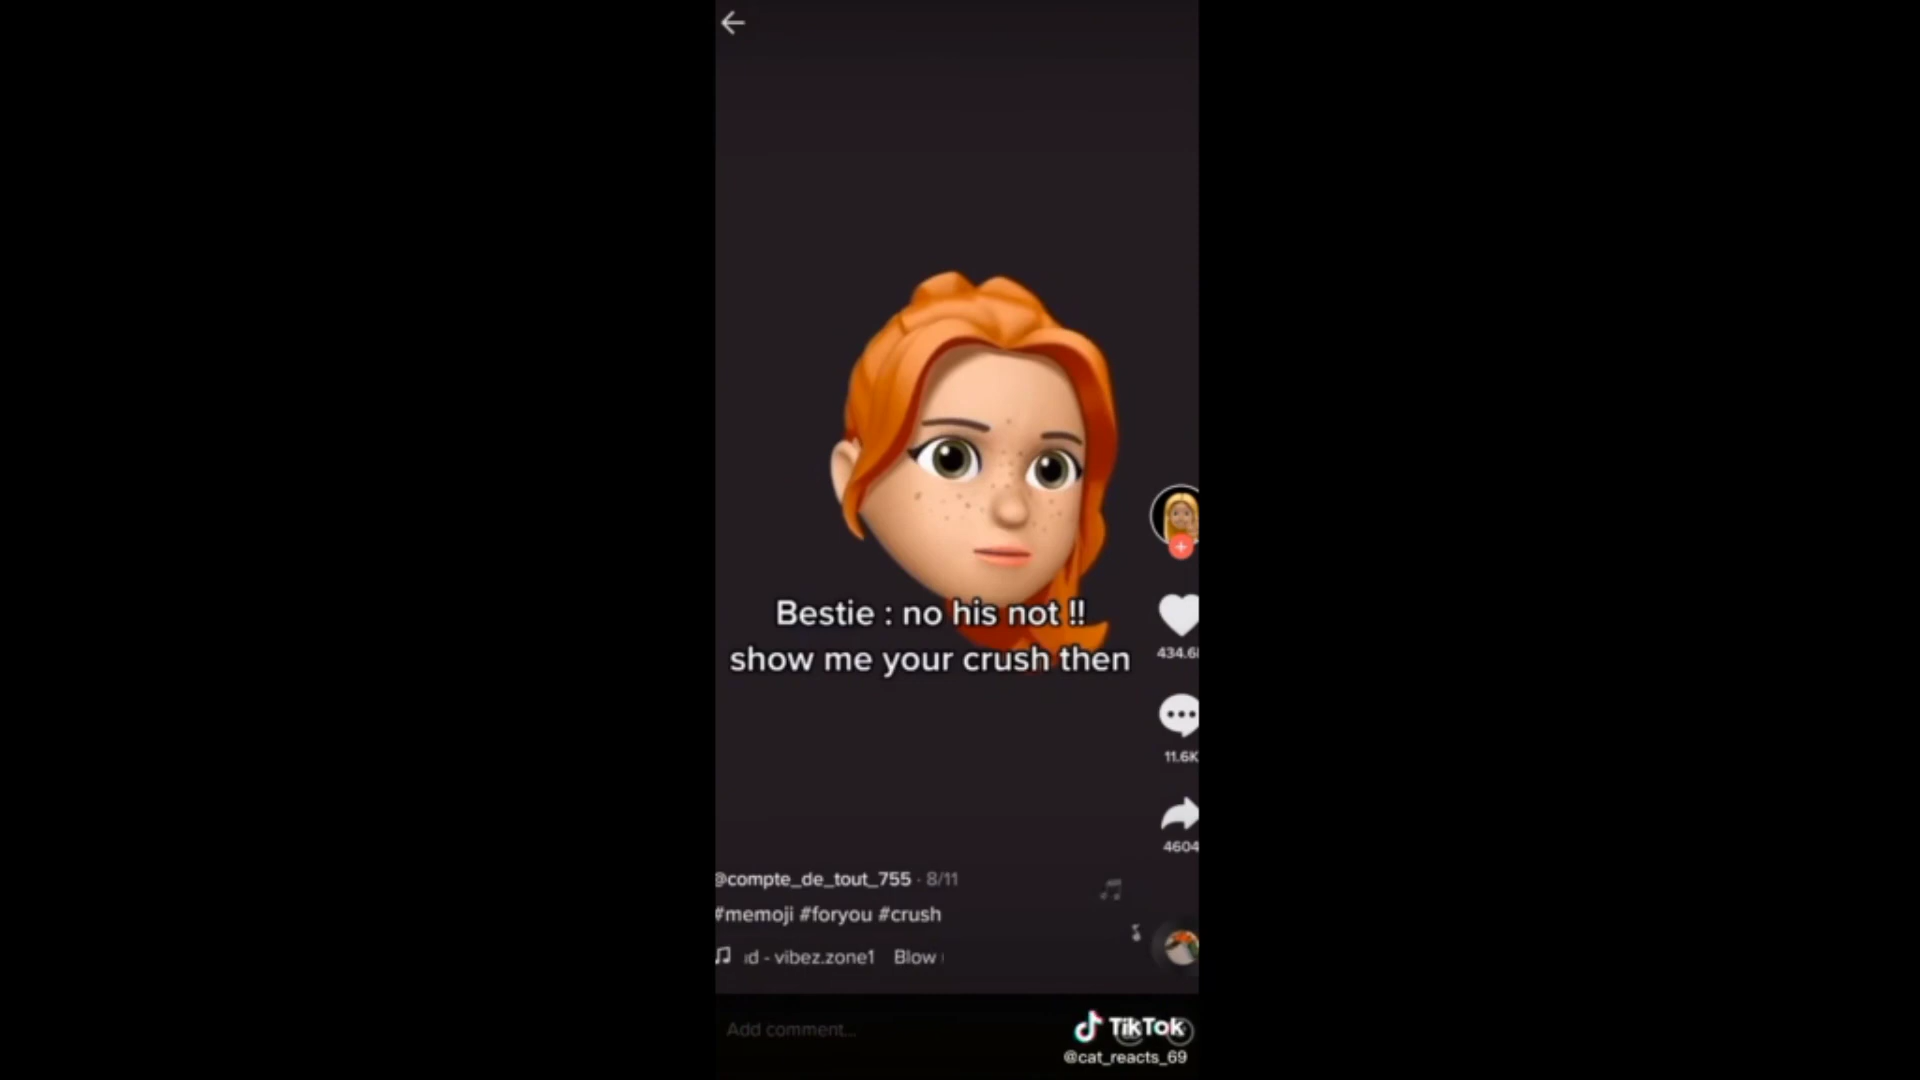 Bestie : no his not !!
show me your crush then
434.6
11.6K
4604
@compte_de_tout_755 · 8/11
#memoji #foryou #crush
d - vibez.zone1 Blow
Add comment...
TikTok
@cat_reacts_69